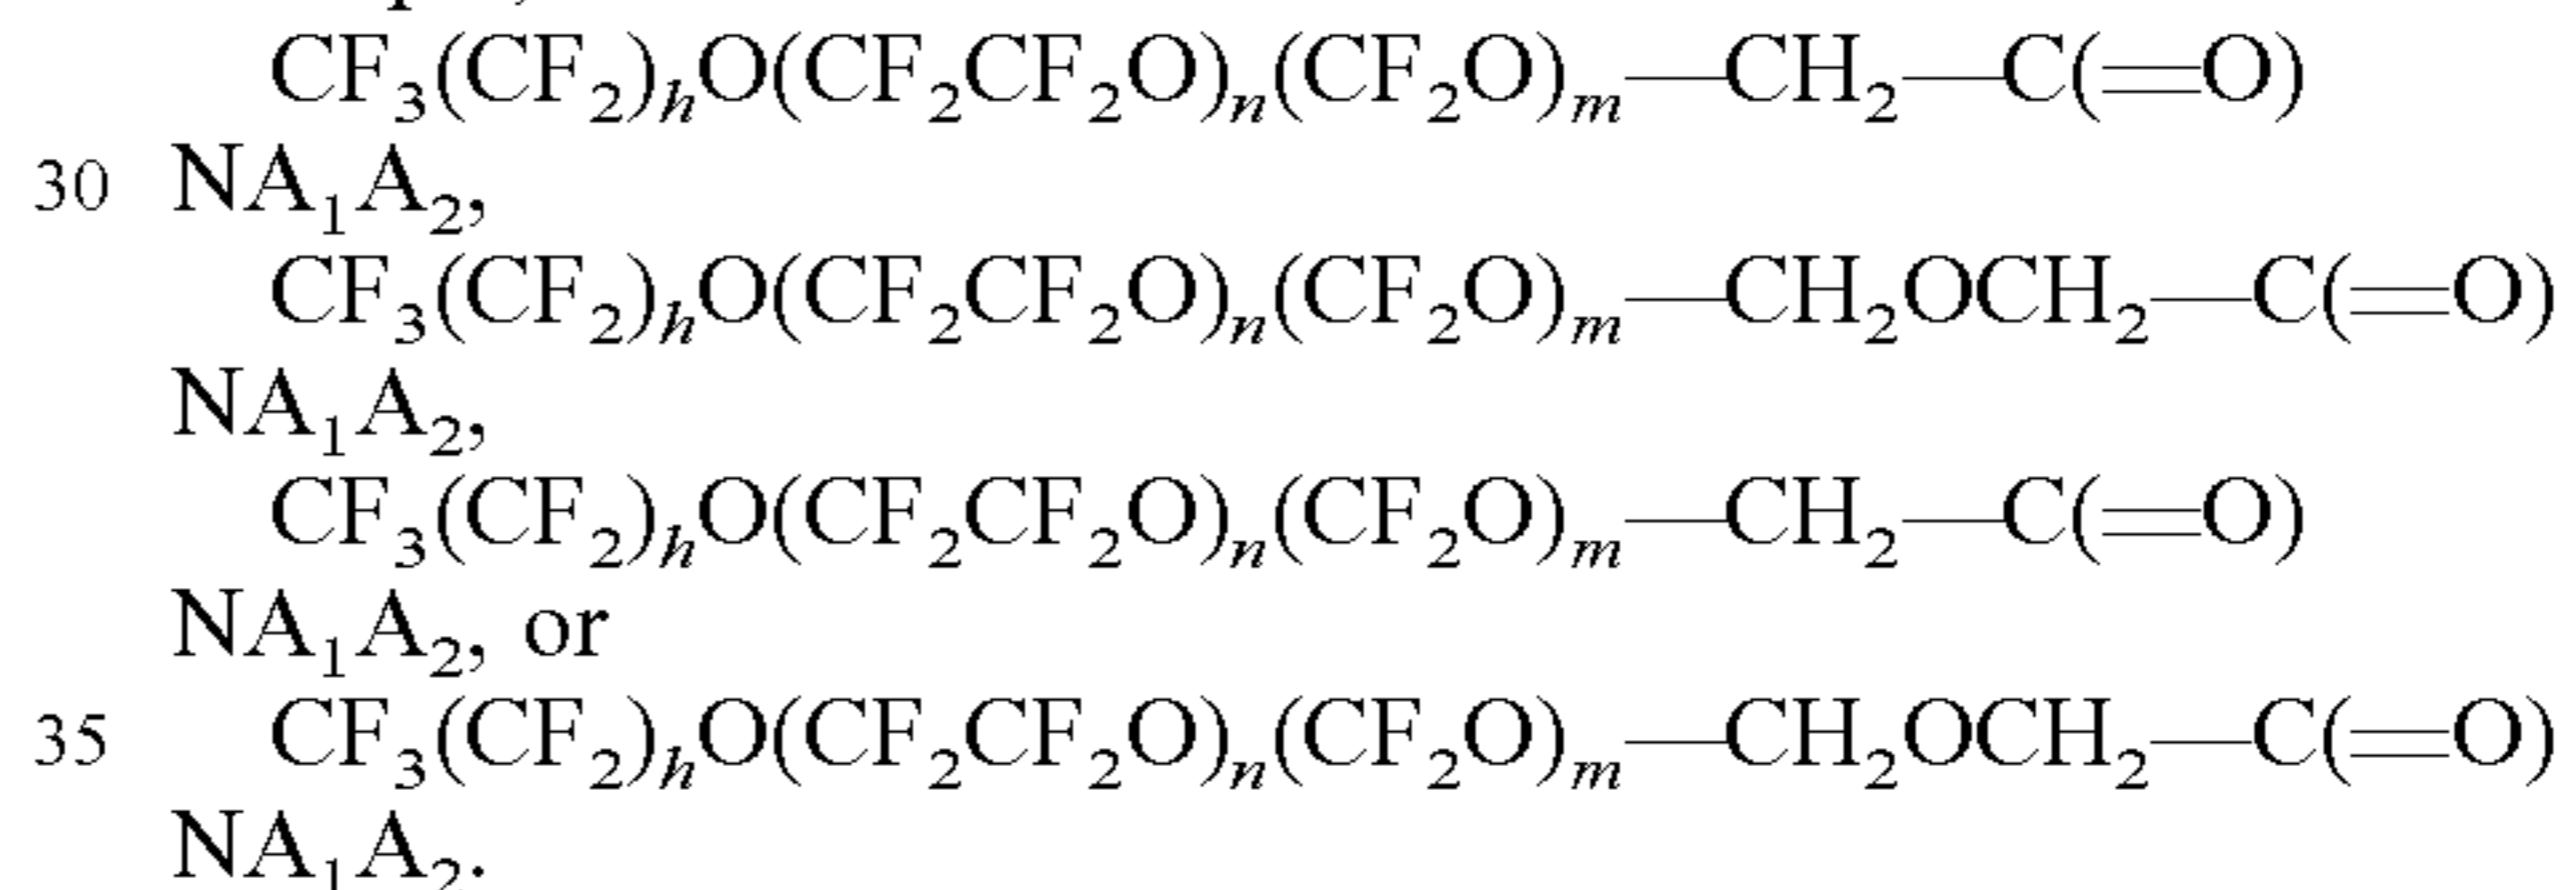 CF₃(CF₂)ₕO(CF₂CF₂O)ₙ(CF₂O)ₘ—CH₂—C(=O)
30 NA₁A₂,
CF₃(CF₂)ₕO(CF₂CF₂O)ₙ(CF₂O)ₘ—CH₂OCH₂—C(=O)
NA₁A₂,
CF₃(CF₂)ₕO(CF₂CF₂O)ₙ(CF₂O)ₘ—CH₂—C(=O)
NA₁A₂, or
35 CF₃(CF₂)ₕO(CF₂CF₂O)ₙ(CF₂O)ₘ—CH₂OCH₂—C(=O)
NA₁A₂.